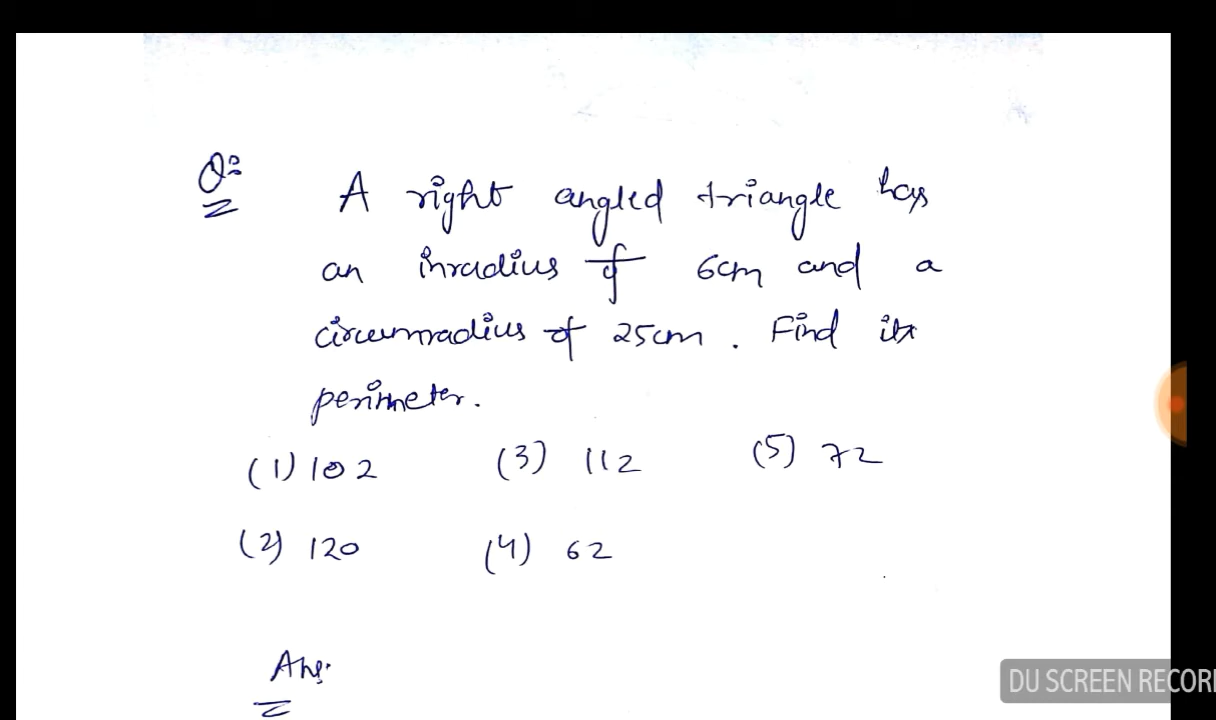 Q:
A right angled triangle has
an inradius of 6cm and a
circumradius of 25cm. Find its
perimeter.
(1) 102 (3) 112 (5) 72
(2) 120 (4) 62
Ans.
DU SCREEN RECOR